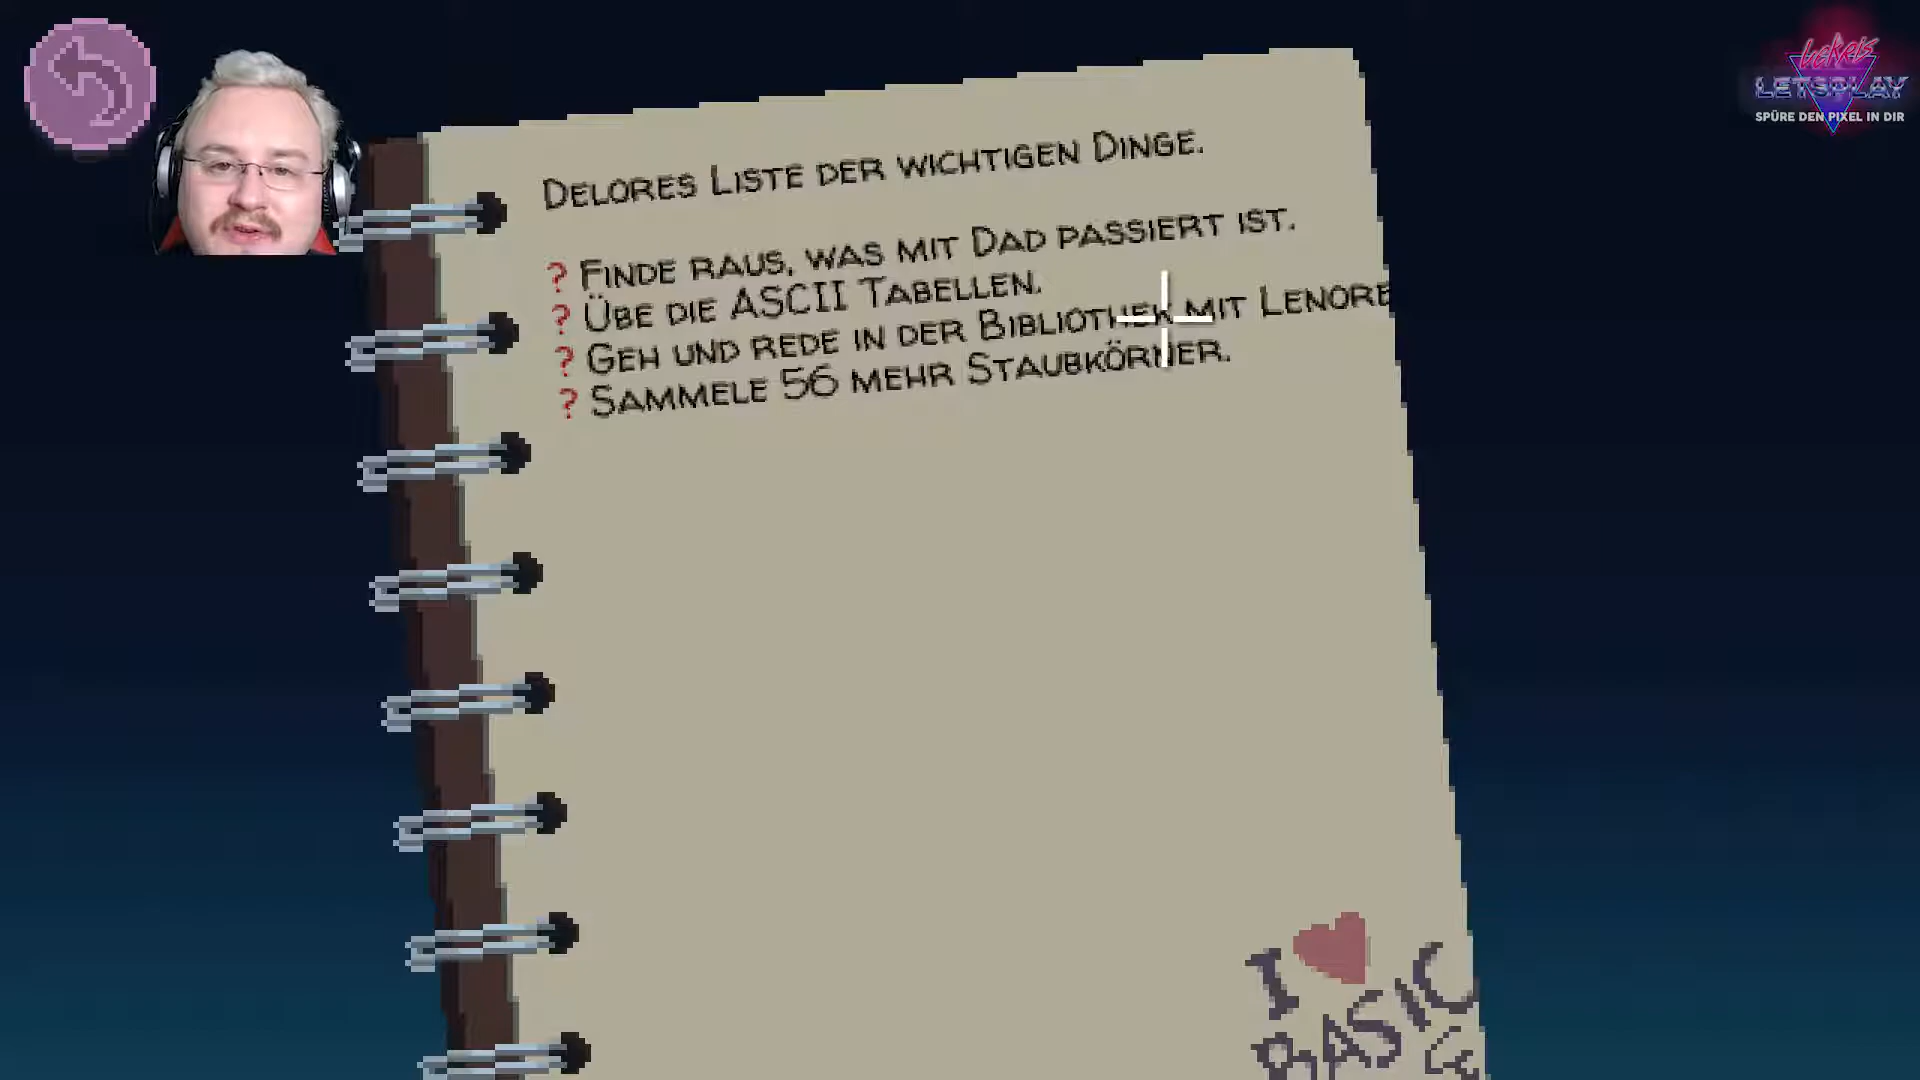 Lekris
LETSPLAY
SPÜRE DEN PIXEL IN DIR
DELORES LISTE DER WICHTIGEN DINGE.
? FINDE RAUS, WAS MIT DAD PASSIERT IST.
? ÜBE DIE ASCII TABELLEN.
? GEH UND REDE IN DER BIBLIOTHEK MIT LENORE
? SAMMELE 56 MEHR STAUBKÖRNER.
I ♥
BASIC